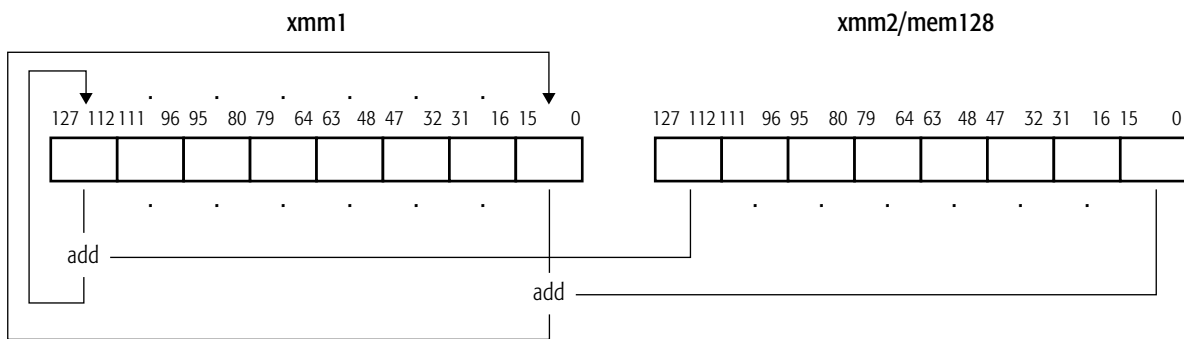 xmm1 xmm2/mem128
. . . . . .
127 112 111 96 95 80 79 64 63 48 47 32 31 16 15 0 127 112 111 96 95 80 79 64 63 48 47 32 31 16 15 0
. . . . . . . . . . . .
add
add